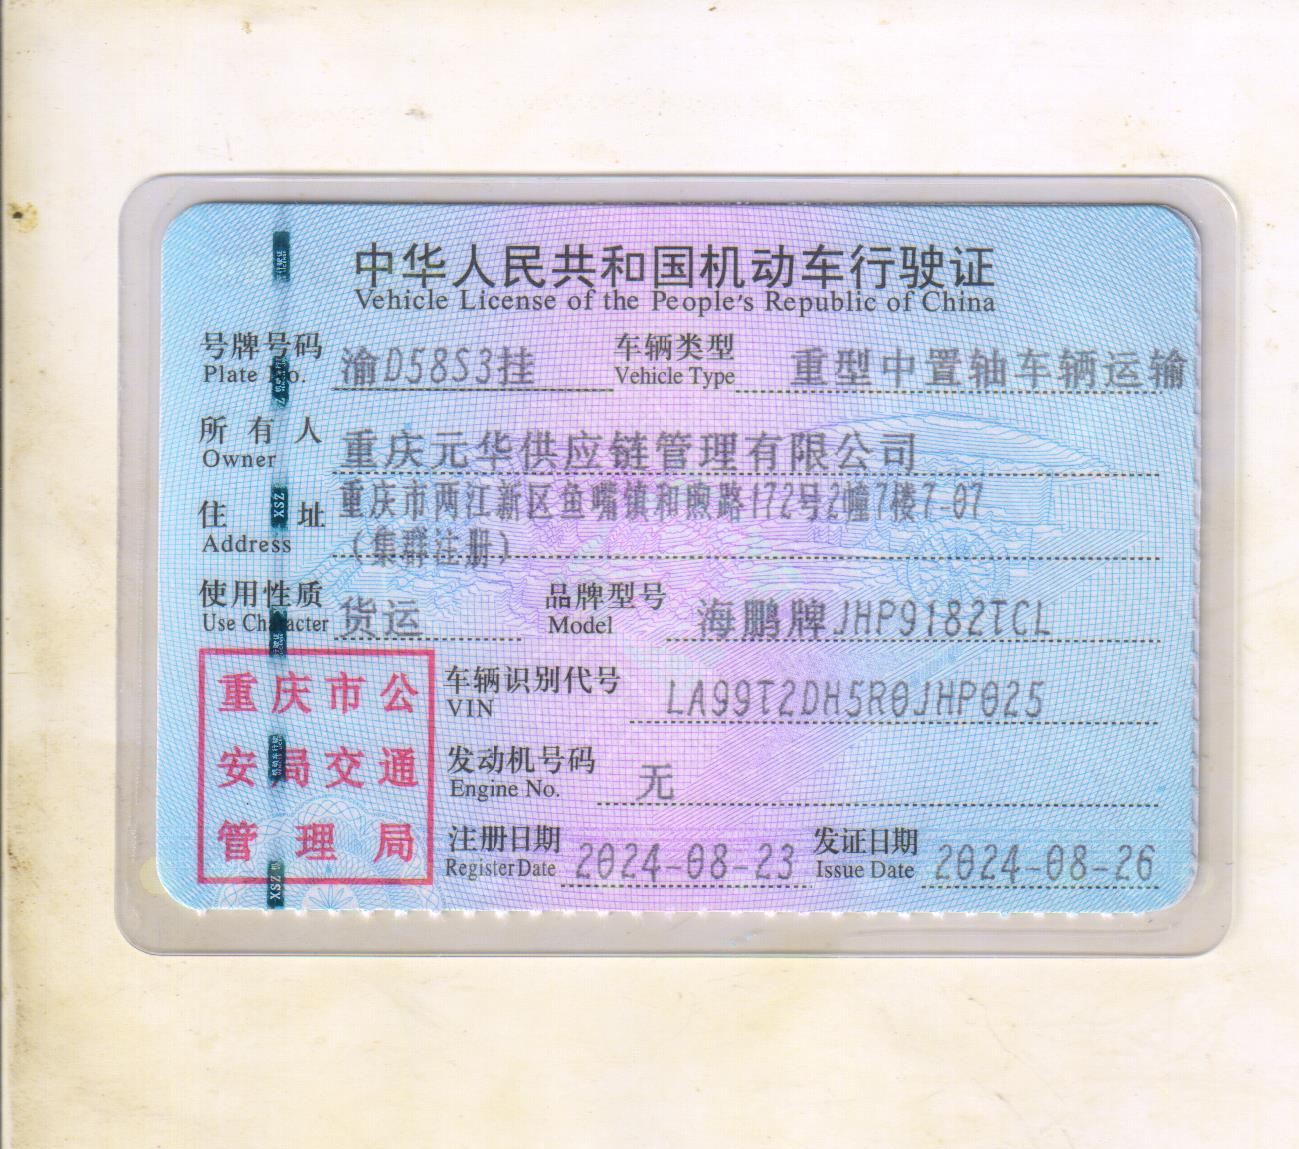 中华人民共和国机动车行驶证
Vehicle License of the People's Republic of China
号牌号码 渝D58S3挂 车辆类型 重型中置轴车辆运输
Plate No. Vehicle Type
所有人 重庆元华供应链管理有限公司
Owner
住址 重庆市两江新区鱼嘴镇和煦路172号2幢7楼7-07
Address （集群注册）
使用性质 货运 品牌型号 海鹏牌JHP9182TCL
Use Character Model
重庆市公 车辆识别代号 LA99T2DH5R0JHP025
VIN
安局交通 发动机号码 无
Engine No.
管理局 注册日期 2024-08-23 发证日期 2024-08-26
Register Date Issue Date
XSZ
XSZ